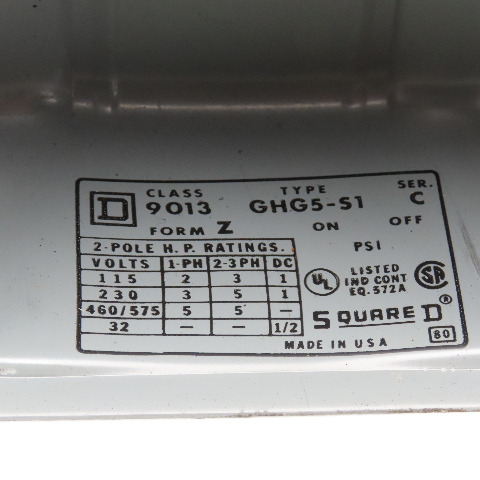 D CLASS TYPE SER.
9013 GHG5-S1 C
FORM Z ON OFF
2-POLE H.P. RATINGS. PSI
VOLTS 1-PH 2-3PH DC
115 2 3 1
230 3 5 1
460/575 5 5 —
32 — — 1/2
UL LISTED SA
IND CONT
EQ. 572A
SQUARE D ®
80
MADE IN USA